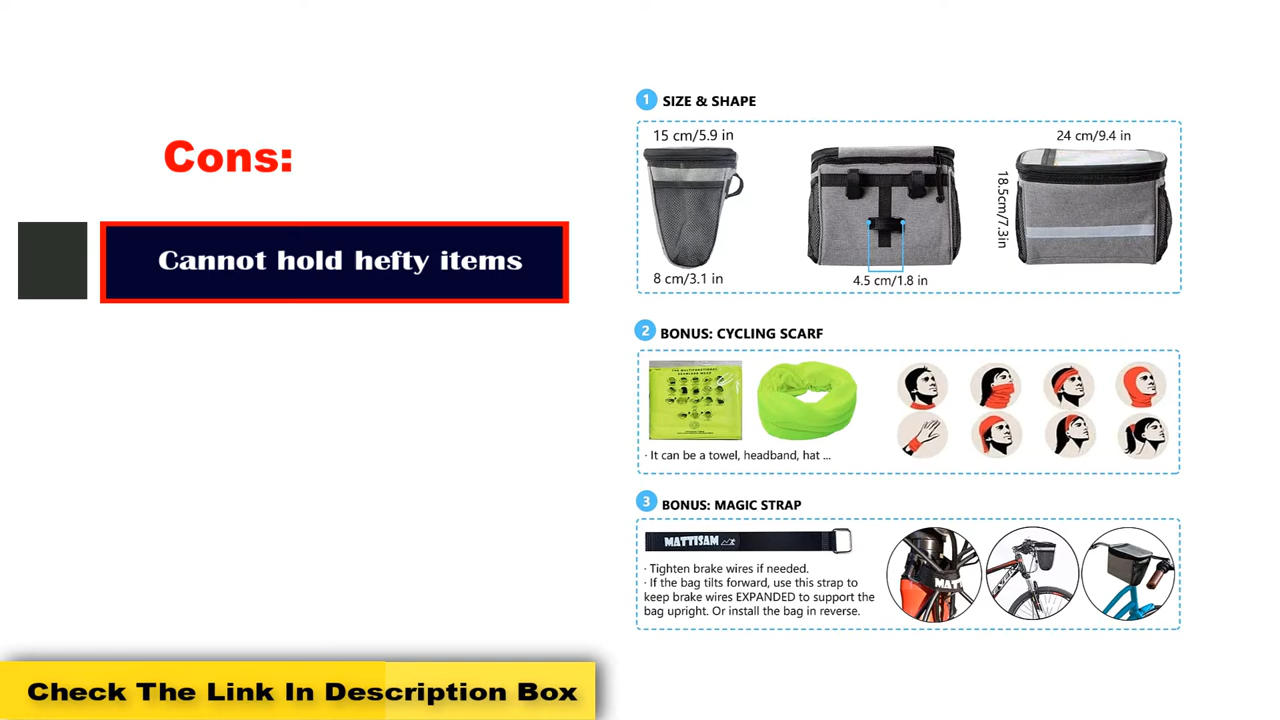 Cons:
Cannot hold hefty items
Check The Link In Description Box
1 SIZE & SHAPE
15 cm/5.9 in
24 cm/9.4 in
18.5cm/7.3in
8 cm/3.1 in
4.5 cm/1.8 in
2 BONUS: CYCLING SCARF
· It can be a towel, headband, hat ...
3 BONUS: MAGIC STRAP
MATTISAM
· Tighten brake wires if needed.
· If the bag tilts forward, use this strap to
keep brake wires EXPANDED to support the
bag upright. Or install the bag in reverse.